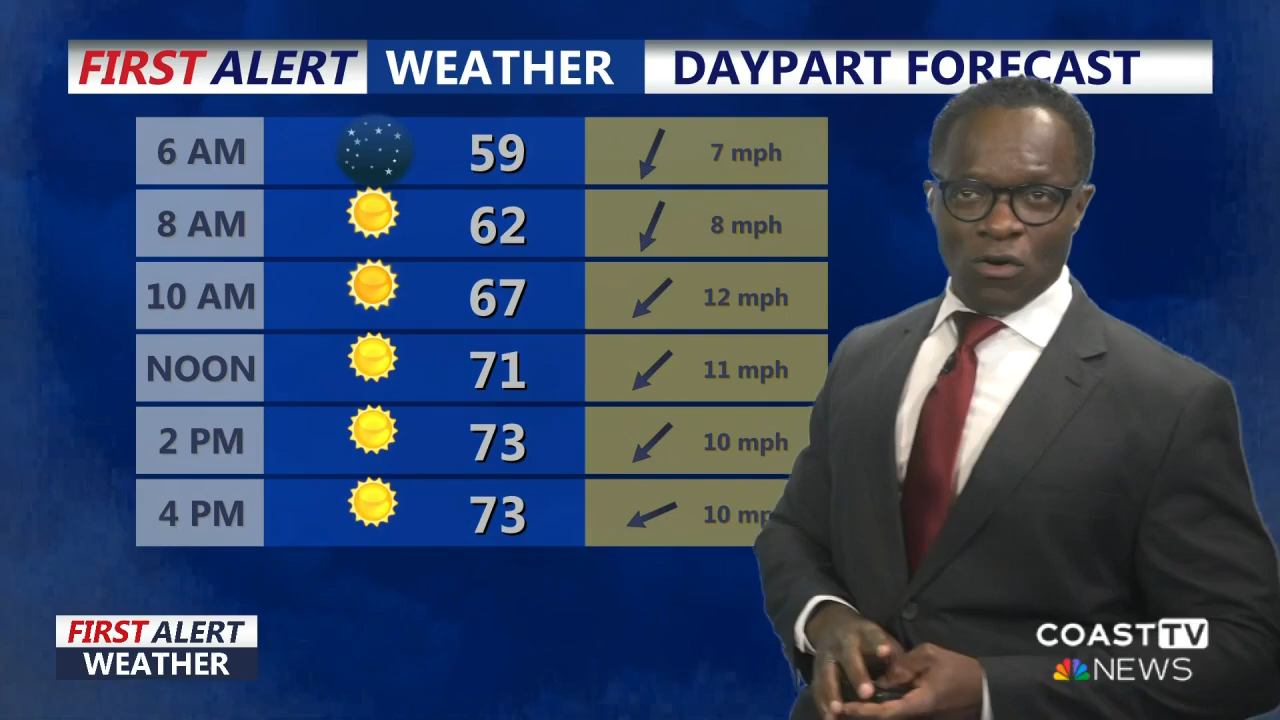 FIRST ALERT WEATHER DAYPART FORECAST
6 AM 59 7 mph
8 AM 62 8 mph
10 AM 67 12 mph
NOON 71 11 mph
2 PM 73 10 mph
4 PM 73 10 mp
FIRST ALERT
WEATHER
COAST TV
NEWS